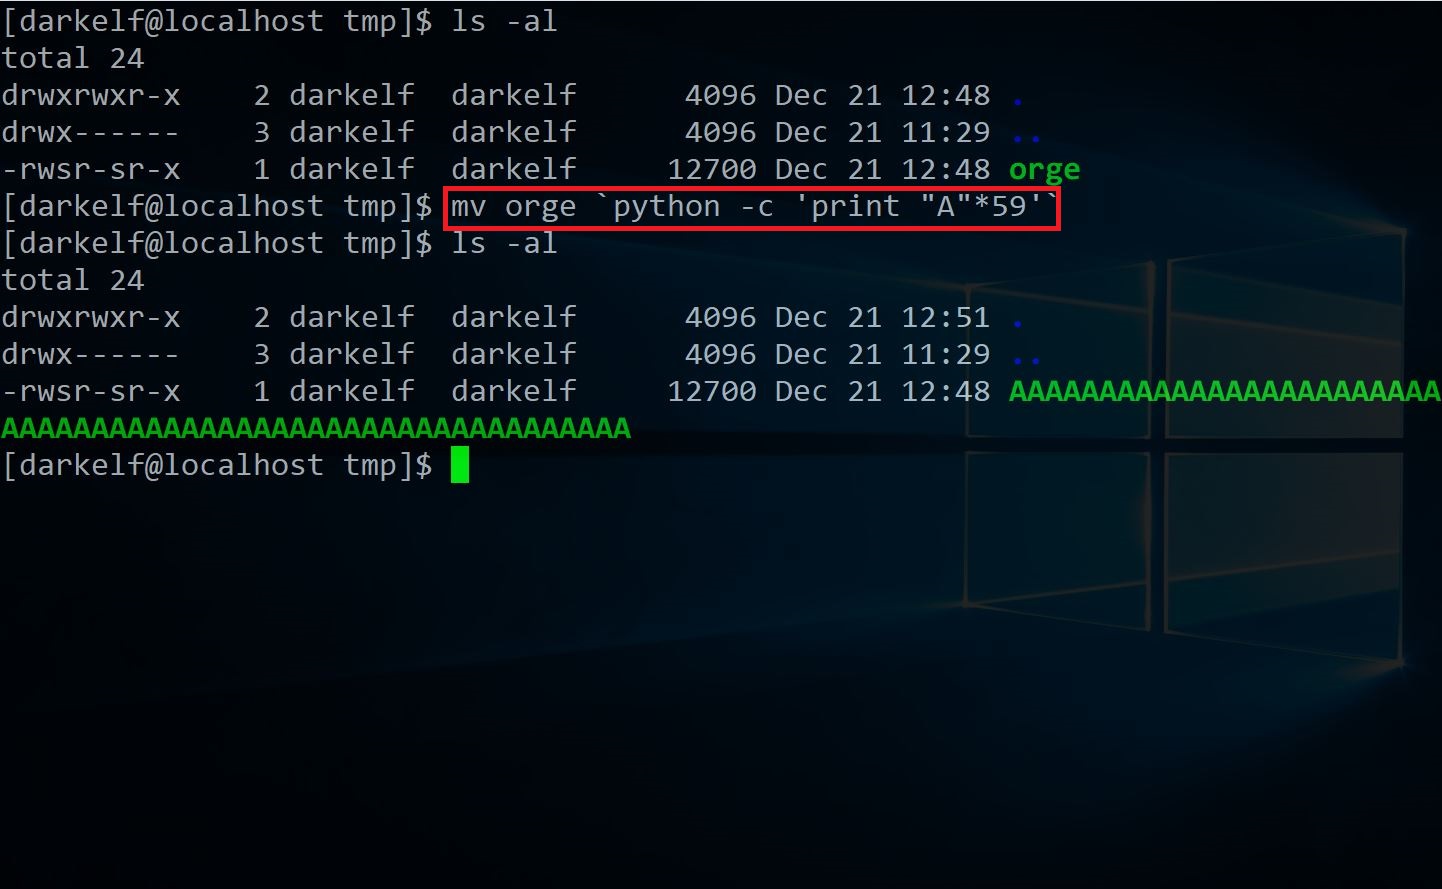 [darkelf@localhost tmp]$ ls -al
total 24
drwxrwxr-x    2 darkelf  darkelf      4096 Dec 21 12:48 .
drwx------    3 darkelf  darkelf      4096 Dec 21 11:29 ..
-rwsr-sr-x    1 darkelf  darkelf     12700 Dec 21 12:48 orge
[darkelf@localhost tmp]$ mv orge `python -c 'print "A"*59'`
[darkelf@localhost tmp]$ ls -al
total 24
drwxrwxr-x    2 darkelf  darkelf      4096 Dec 21 12:51 .
drwx------    3 darkelf  darkelf      4096 Dec 21 11:29 ..
-rwsr-sr-x    1 darkelf  darkelf     12700 Dec 21 12:48 AAAAAAAAAAAAAAAAAAAAAAAA
AAAAAAAAAAAAAAAAAAAAAAAAAAAAAAAAAAA
[darkelf@localhost tmp]$